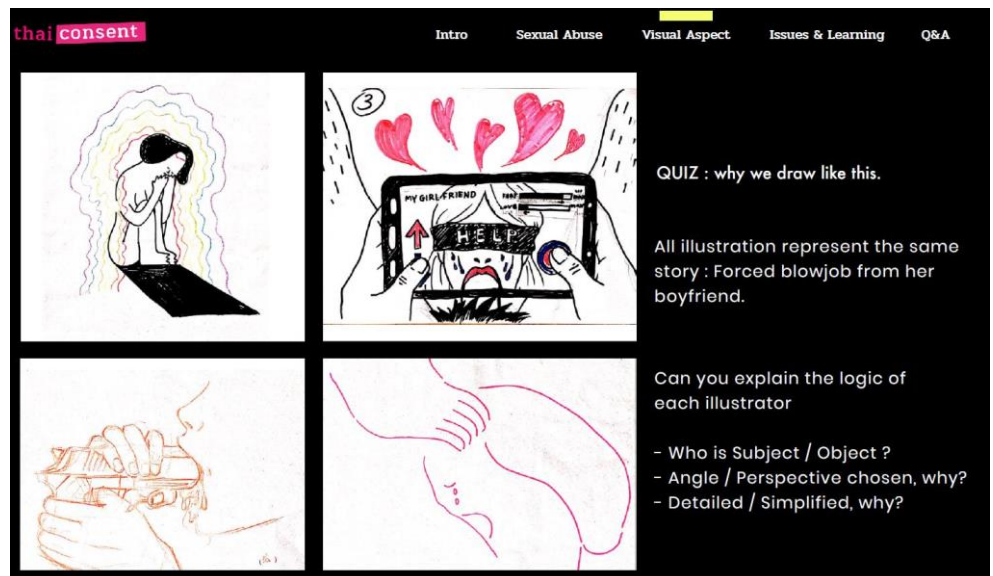 thai consent
Intro
Sexual Abuse
Visual Aspect
Issues & Learning
Q&A
3
MY GIRLFRIEND
HELP
QUIZ : why we draw like this.
All illustration represent the same
story : Forced blowjob from her
boyfriend.
Can you explain the logic of
each illustrator
- Who is Subject / Object ?
- Angle / Perspective chosen, why?
- Detailed / Simplified, why?